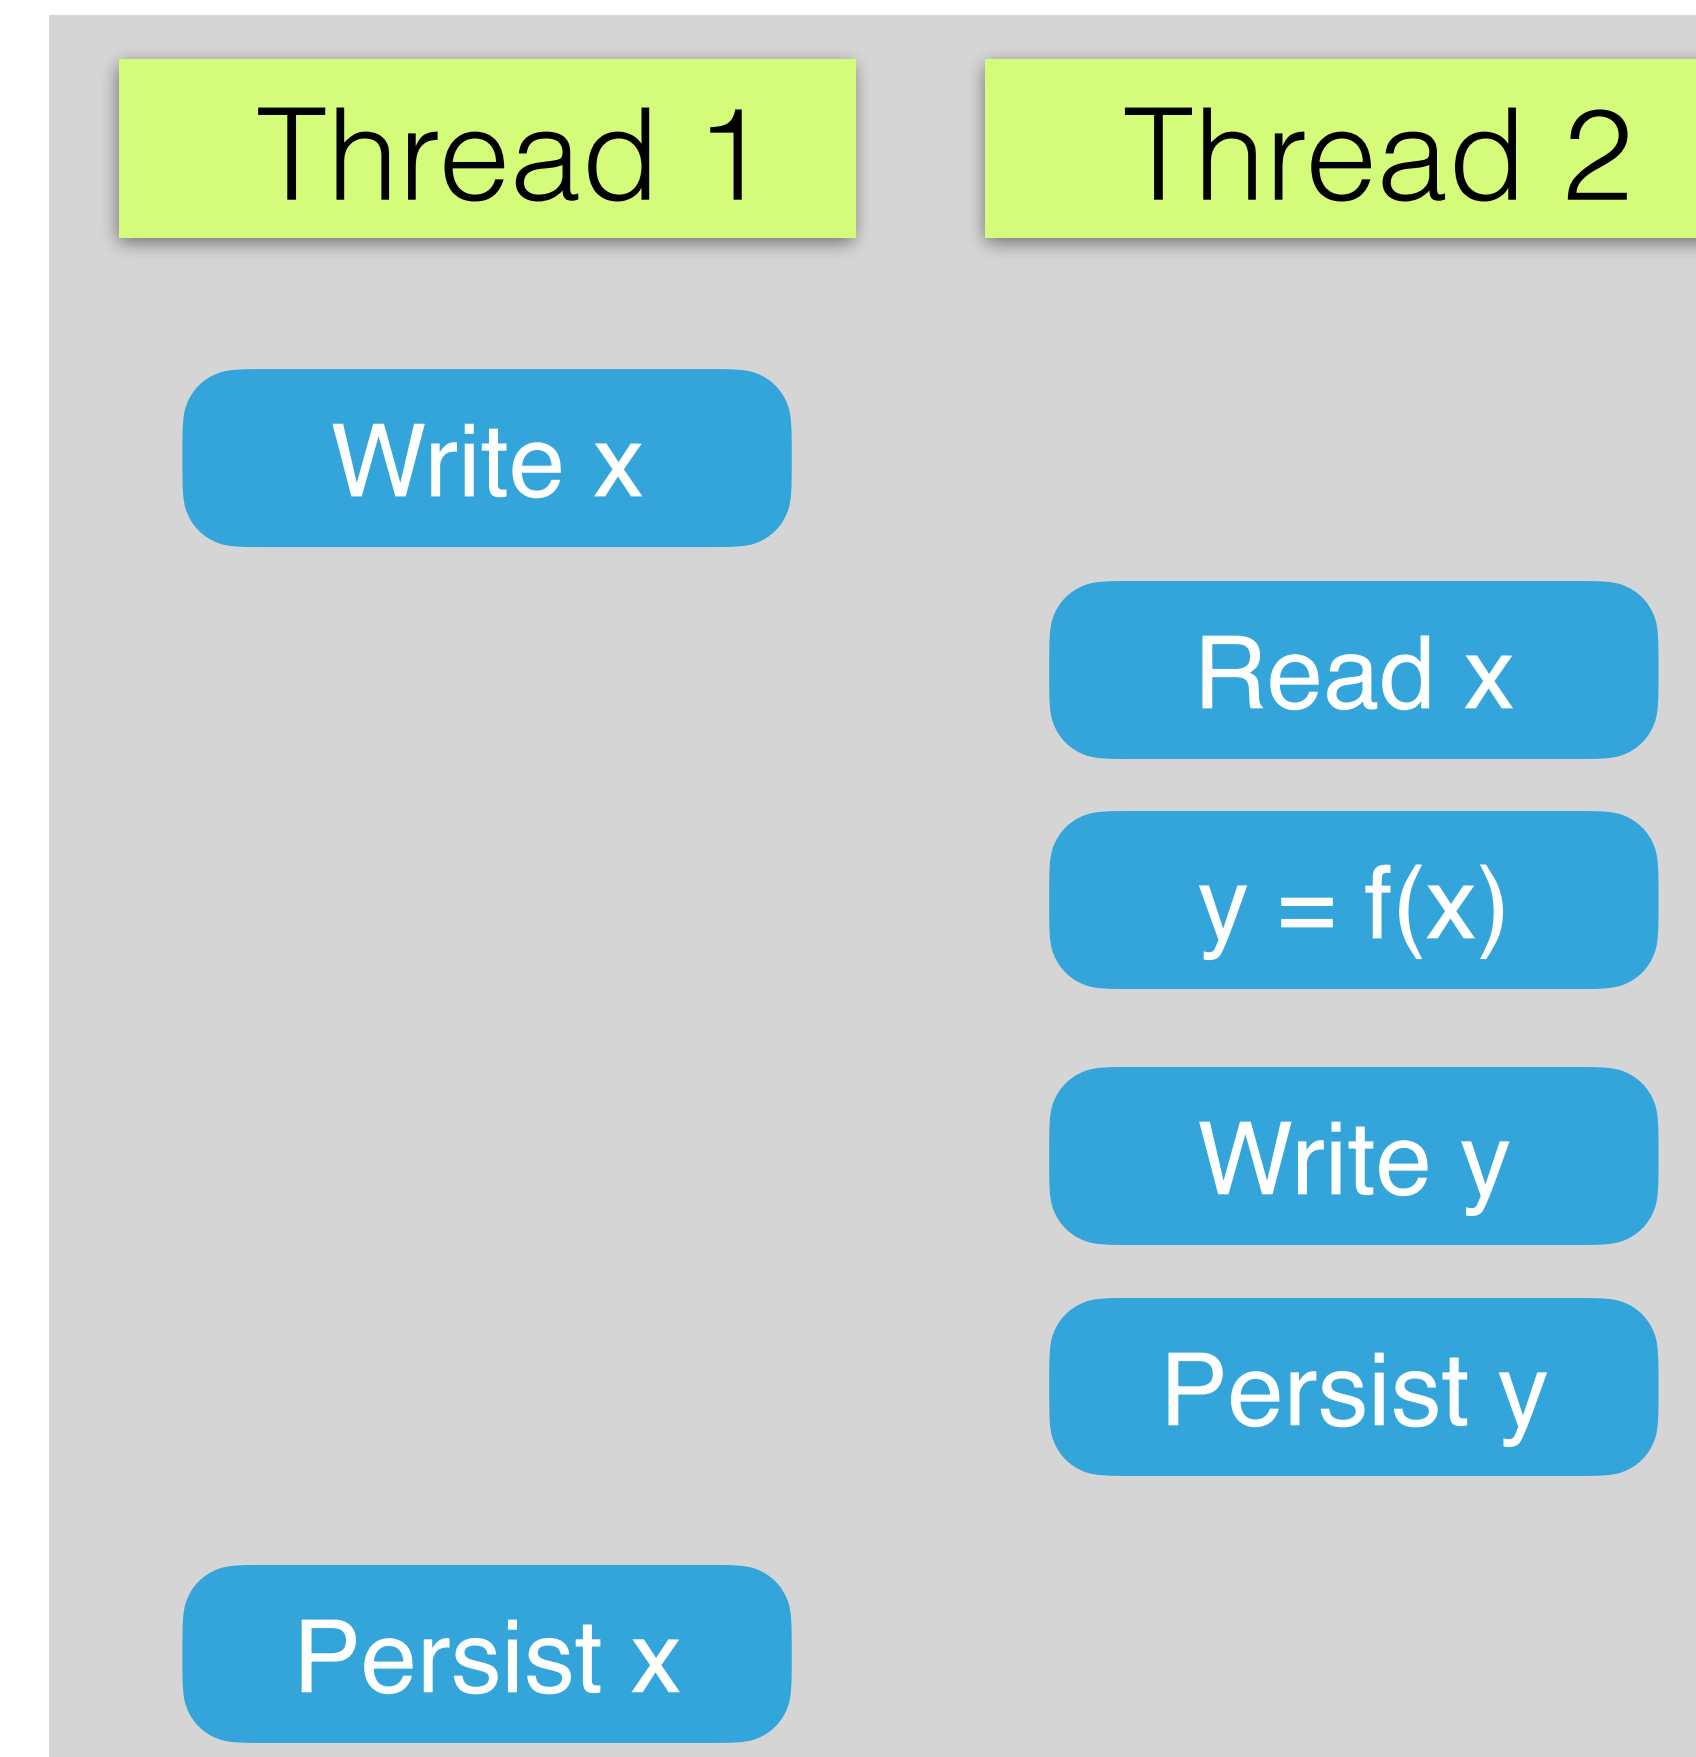 Thread 1
Thread 2
Write x
Read x
y = f(x)
Write y
Persist y
Persist x